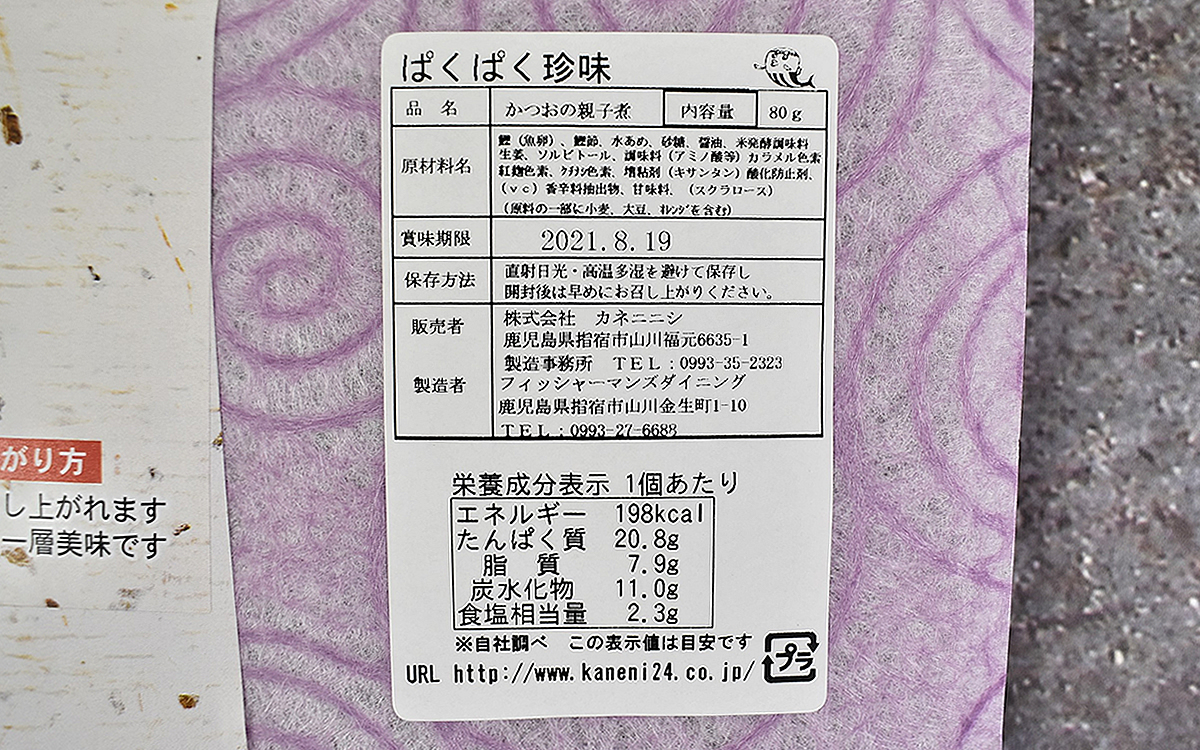 ぱくぱく珍味
品 名 かつおの親子煮 内容量 80g
原材料名
鰹(魚卵)、鰹節、水あめ、砂糖、醤油、米発酵調味料
生姜、ソルビトール、調味料(アミノ酸等)カラメル色素
紅麹色素、クチナシ色素、増粘剤(キサンタン)酸化防止剤、
(vc)香辛料抽出物、甘味料、(スクラロース)
(原料の一部に小麦、大豆、オレンジを含む)
賞味期限 2021.8.19
保存方法
直射日光・高温多湿を避けて保存し
開封後は早めにお召し上がりください。
販売者 株式会社 カネニニシ
鹿児島県指宿市山川福元6635-1
製造事務所 TEL:0993-35-2323
製造者 フィッシャーマンズダイニング
鹿児島県指宿市山川金生町1-10
TEL:0993-27-6688
栄養成分表示 1個あたり
エネルギー 198kcal
たんぱく質 20.8g
脂 質 7.9g
炭水化物 11.0g
食塩相当量 2.3g
※自社調べ この表示値は目安です
プラ
URL http://www.kaneni24.co.jp/
がり方
し上がれます
一層美味です